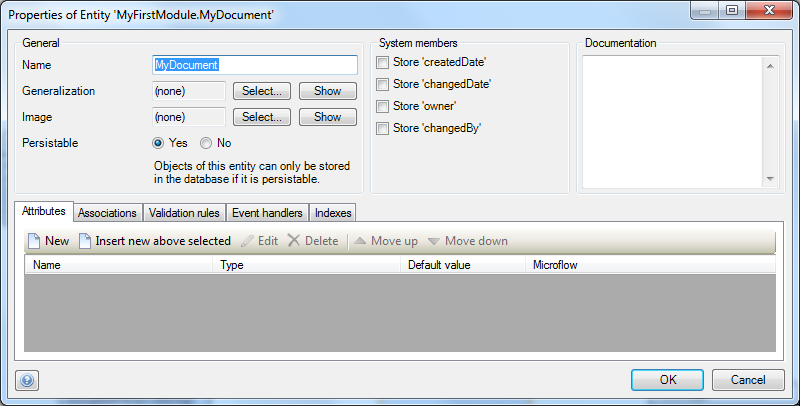 Properties of Entity 'MyFirstModule.MyDocument'
General
Name
MyDocument
Generalization
(none)
Select...
Show
Image
(none)
Select...
Show
Persistable
Yes
No
Objects of this entity can only be stored
in the database if it is persistable.
System members
Store 'createdDate'
Store 'changedDate'
Store 'owner'
Store 'changedBy'
Documentation
Attributes
Associations
Validation rules
Event handlers
Indexes
New
Insert new above selected
Edit
Delete
Move up
Move down
Name
Type
Default value
Microflow
?
OK
Cancel